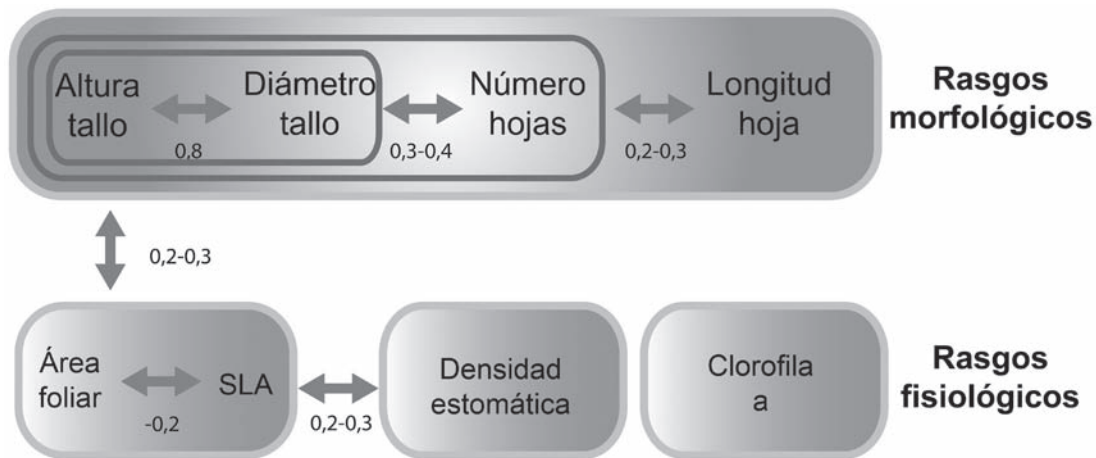 Altura
tallo
0,8
Diámetro
tallo
0,3-0,4
Número
hojas
0,2-0,3
Longitud
hoja
Rasgos
morfológicos
0,2-0,3
Área
foliar
-0,2
SLA
0,2-0,3
Densidad
estomática
Clorofila
a
Rasgos
fisiológicos